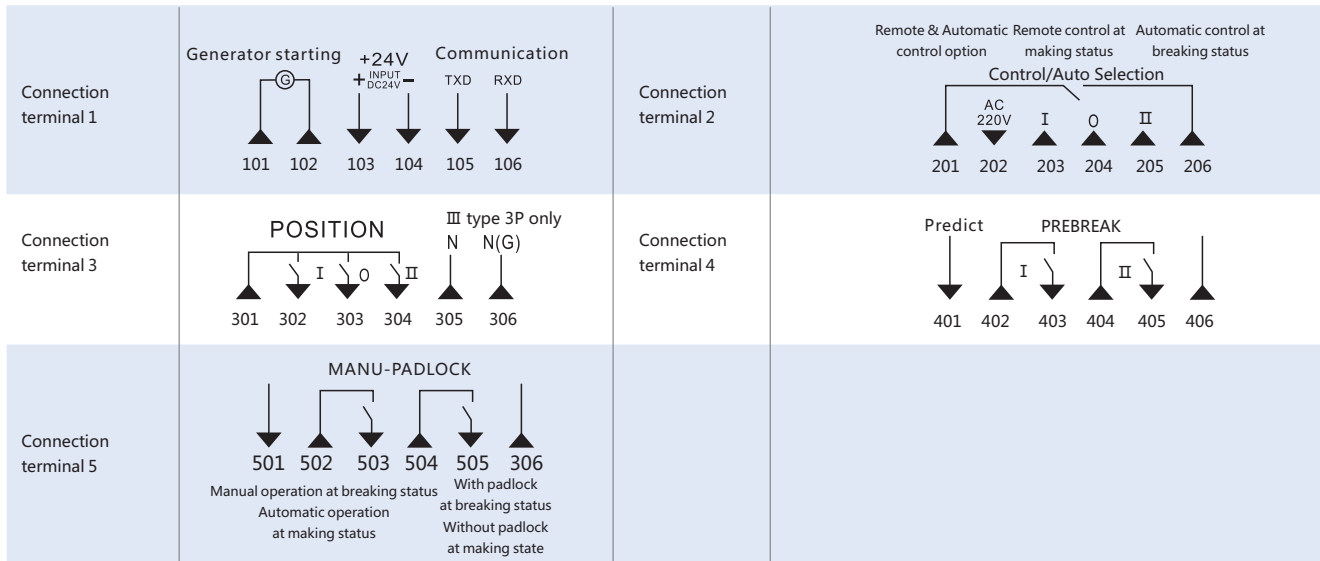 Connection
terminal 1
Generator starting
G
+24V
+ INPUT DC24V −
Communication
TXD RXD
101 102 103 104 105 106
Connection
terminal 2
Remote & Automatic
control option
Remote control at
making status
Automatic control at
breaking status
Control/Auto Selection
AC
220V
I O II
201 202 203 204 205 206
Connection
terminal 3
POSITION
III type 3P only
N N(G)
I O II
301 302 303 304 305 306
Connection
terminal 4
Predict PREBREAK
I II
401 402 403 404 405 406
Connection
terminal 5
MANU-PADLOCK
501 502 503 504 505 306
Manual operation at breaking status
Automatic operation
at making status
With padlock
at breaking status
Without padlock
at making state